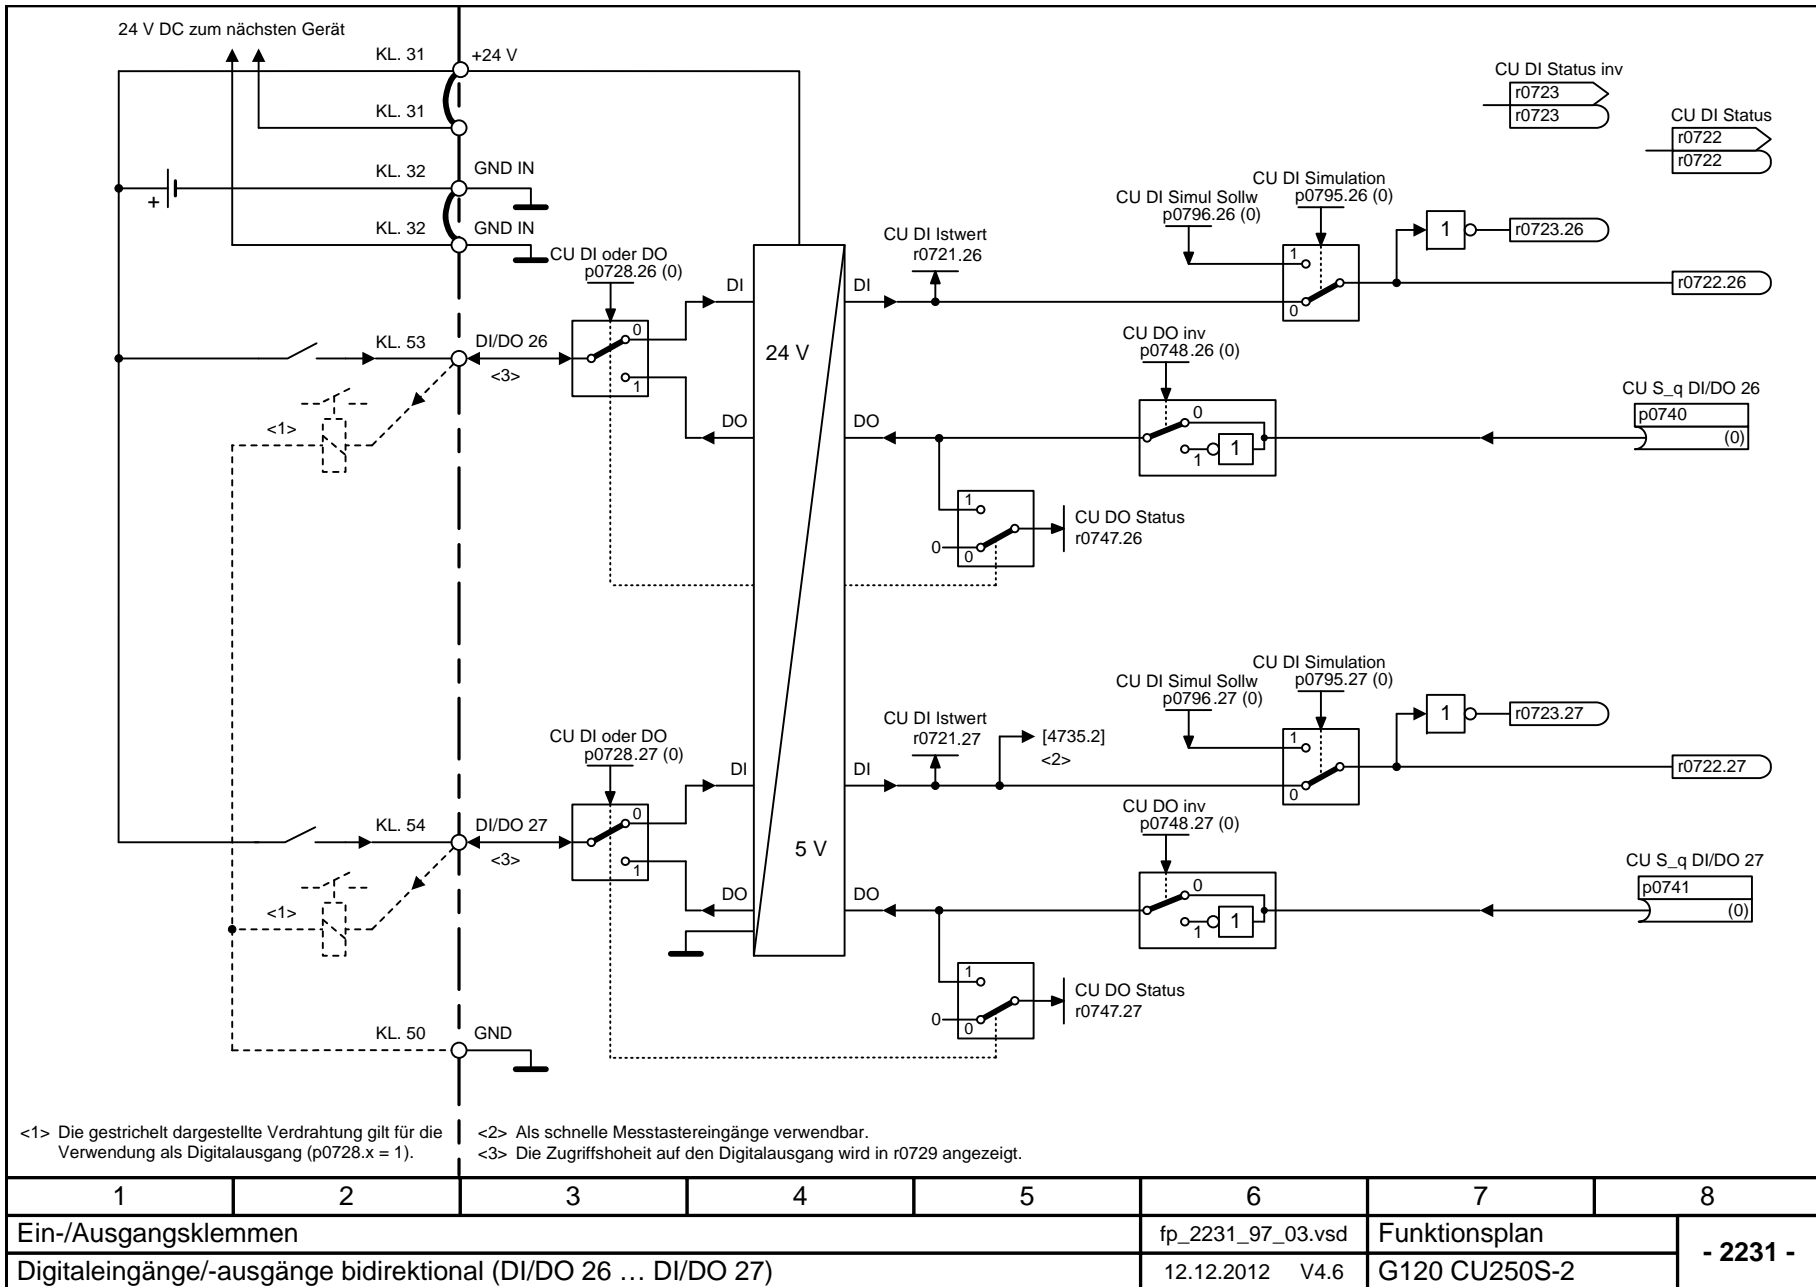 24 V DC zum nächsten Gerät
KL. 31
+24 V
KL. 31
KL. 32
GND IN
+
KL. 32
GND IN
CU DI Status inv
r0723
r0723
CU DI Status
r0722
r0722
CU DI oder DO
p0728.26 (0)
DI
DI
CU DI Istwert
r0721.26
CU DI Simul Sollw
p0796.26 (0)
CU DI Simulation
p0795.26 (0)
1
0
1
r0723.26
r0722.26
KL. 53
DI/DO 26
<3>
0
1
24 V
<1>
DO
DO
CU DO inv
p0748.26 (0)
0
1
1
CU S_q DI/DO 26
p0740
(0)
1
0
0
CU DO Status
r0747.26
CU DI oder DO
p0728.27 (0)
DI
DI
CU DI Istwert
r0721.27
[4735.2]
<2>
CU DI Simul Sollw
p0796.27 (0)
CU DI Simulation
p0795.27 (0)
1
0
1
r0723.27
r0722.27
KL. 54
DI/DO 27
<3>
0
1
5 V
<1>
DO
DO
CU DO inv
p0748.27 (0)
0
1
1
CU S_q DI/DO 27
p0741
(0)
1
0
0
CU DO Status
r0747.27
KL. 50
GND
<1> Die gestrichelt dargestellte Verdrahtung gilt für die
Verwendung als Digitalausgang (p0728.x = 1).
<2> Als schnelle Messtastereingänge verwendbar.
<3> Die Zugriffshoheit auf den Digitalausgang wird in r0729 angezeigt.
1 2 3 4 5 6 7 8
Ein-/Ausgangsklemmen
fp_2231_97_03.vsd
Funktionsplan
- 2231 -
Digitaleingänge/-ausgänge bidirektional (DI/DO 26 … DI/DO 27)
12.12.2012 V4.6
G120 CU250S-2